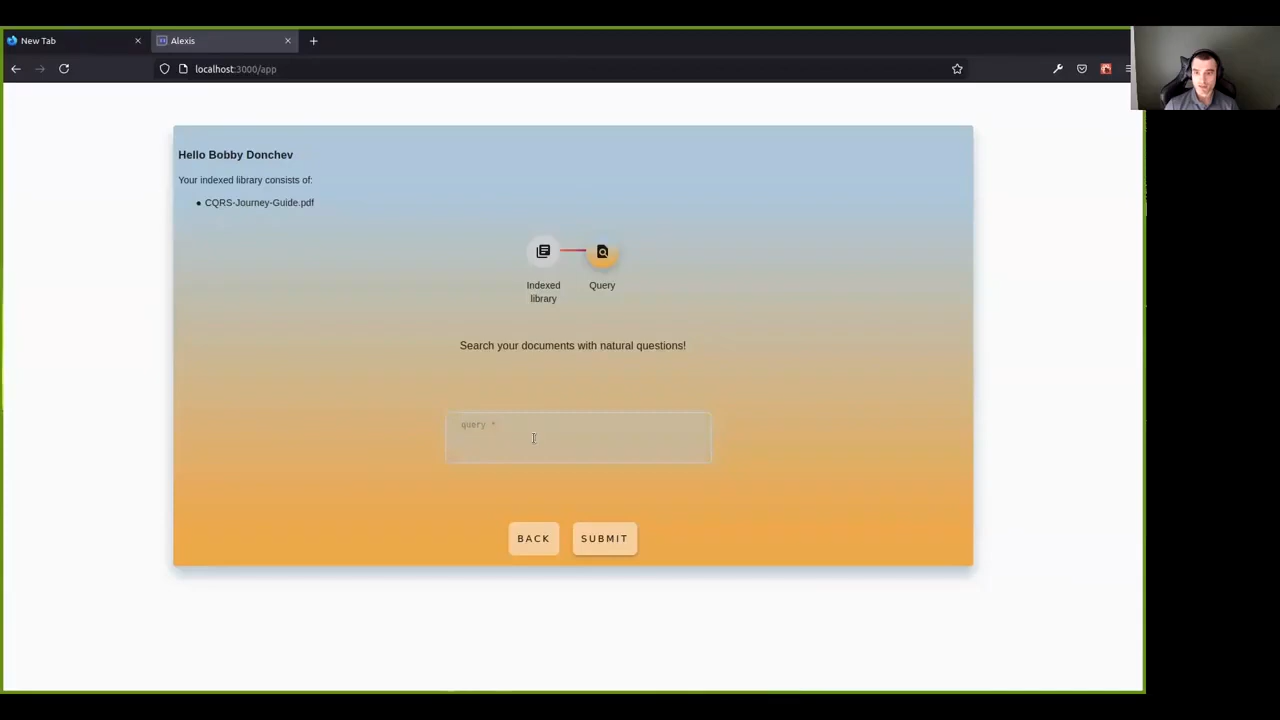 New Tab
Alexis
localhost:3000/app
Hello Bobby Donchev
Your indexed library consists of:
CQRS-Journey-Guide.pdf
Indexed
library
Query
Search your documents with natural questions!
query *
BACK
SUBMIT